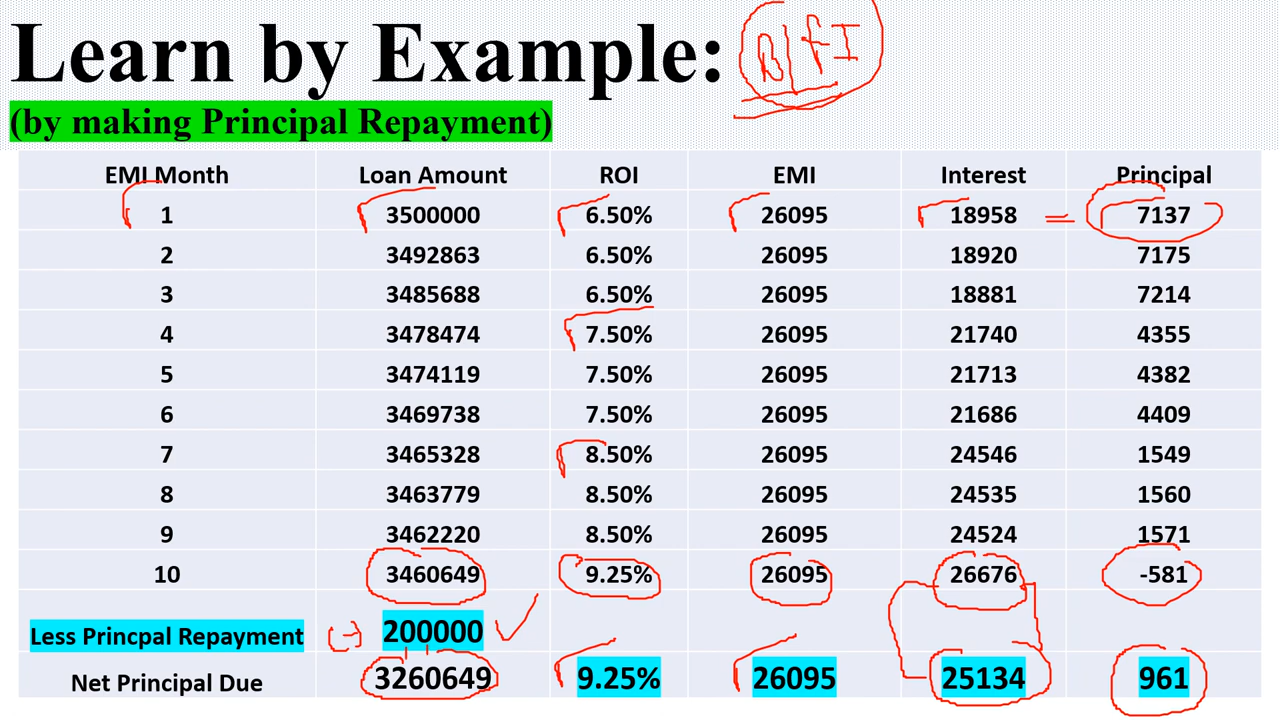 Learn by Example:
B/FI
(by making Principal Repayment)
EMI Month Loan Amount ROI EMI Interest Principal
1 3500000 6.50% 26095 18958 = 7137
2 3492863 6.50% 26095 18920 7175
3 3485688 6.50% 26095 18881 7214
4 3478474 7.50% 26095 21740 4355
5 3474119 7.50% 26095 21713 4382
6 3469738 7.50% 26095 21686 4409
7 3465328 8.50% 26095 24546 1549
8 3463779 8.50% 26095 24535 1560
9 3462220 8.50% 26095 24524 1571
10 3460649 9.25% 26095 26676 -581
Less Princpal Repayment (-) 200000
Net Principal Due 3260649 9.25% 26095 25134 961